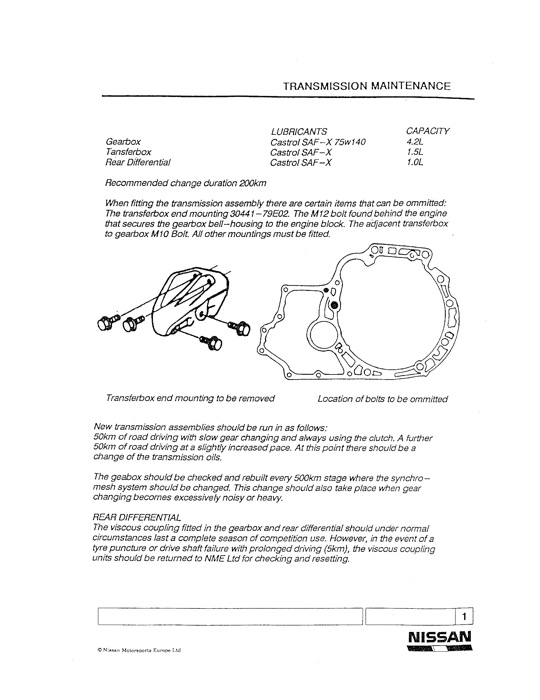 TRANSMISSION MAINTENANCE
LUBRICANTS CAPACITY
Gearbox Castrol SAF-X 75w140 4.2L
Tansferbox Castrol SAF-X 1.5L
Rear Differential Castrol SAF-X 1.0L
Recommended change duration 200km
When fitting the transmission assembly there are certain items that can be ommitted:
The transferbox end mounting 30441-79E02. The M12 bolt found behind the engine
that secures the gearbox bell-housing to the engine block. The adjacent transferbox
to gearbox M10 Bolt. All other mountings must be fitted.
Transferbox end mounting to be removed
Location of bolts to be ommitted
New transmission assemblies should be run in as follows:
50km of road driving with slow gear changing and always using the clutch. A further
50km of road driving at a slightly increased pace. At this point there should be a
change of the transmission oils.
The geabox should be checked and rebuilt every 500km stage where the synchro-
mesh system should be changed. This change should also take place when gear
changing becomes excessively noisy or heavy.
REAR DIFFERENTIAL
The viscous coupling fitted in the gearbox and rear differential should under normal
circumstances last a complete season of competition use. However, in the event of a
tyre puncture or drive shaft failure with prolonged driving (5km), the viscous coupling
units should be returned to NME Ltd for checking and resetting.
1
NISSAN
© Nissan Motorsports Europe Ltd